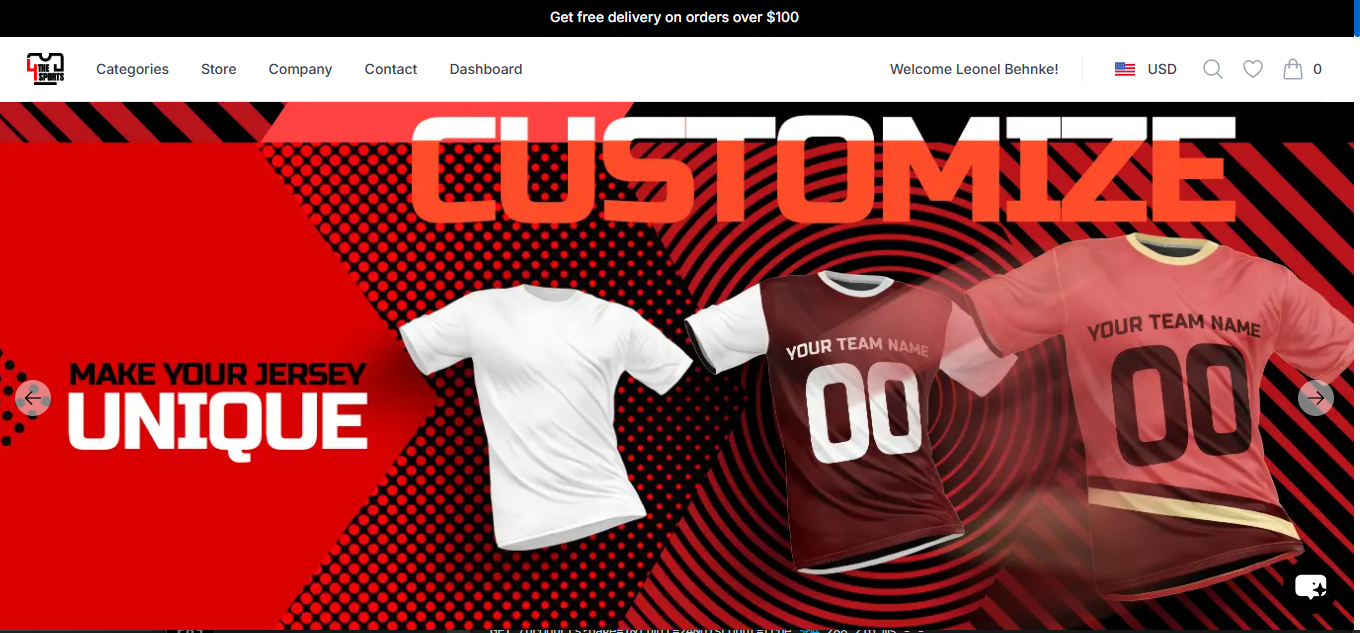 Get free delivery on orders over $100
4 THE SPORTS
Categories Store Company Contact Dashboard Welcome Leonel Behnke! USD 0
CUSTOMIZE
MAKE YOUR JERSEY
UNIQUE
YOUR TEAM NAME
00
YOUR TEAM NAME
00